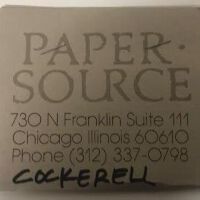 PAPER·
SOURCE
730 N Franklin Suite 111
Chicago Illinois 60610
Phone (312) 337-0798
COCKERELL